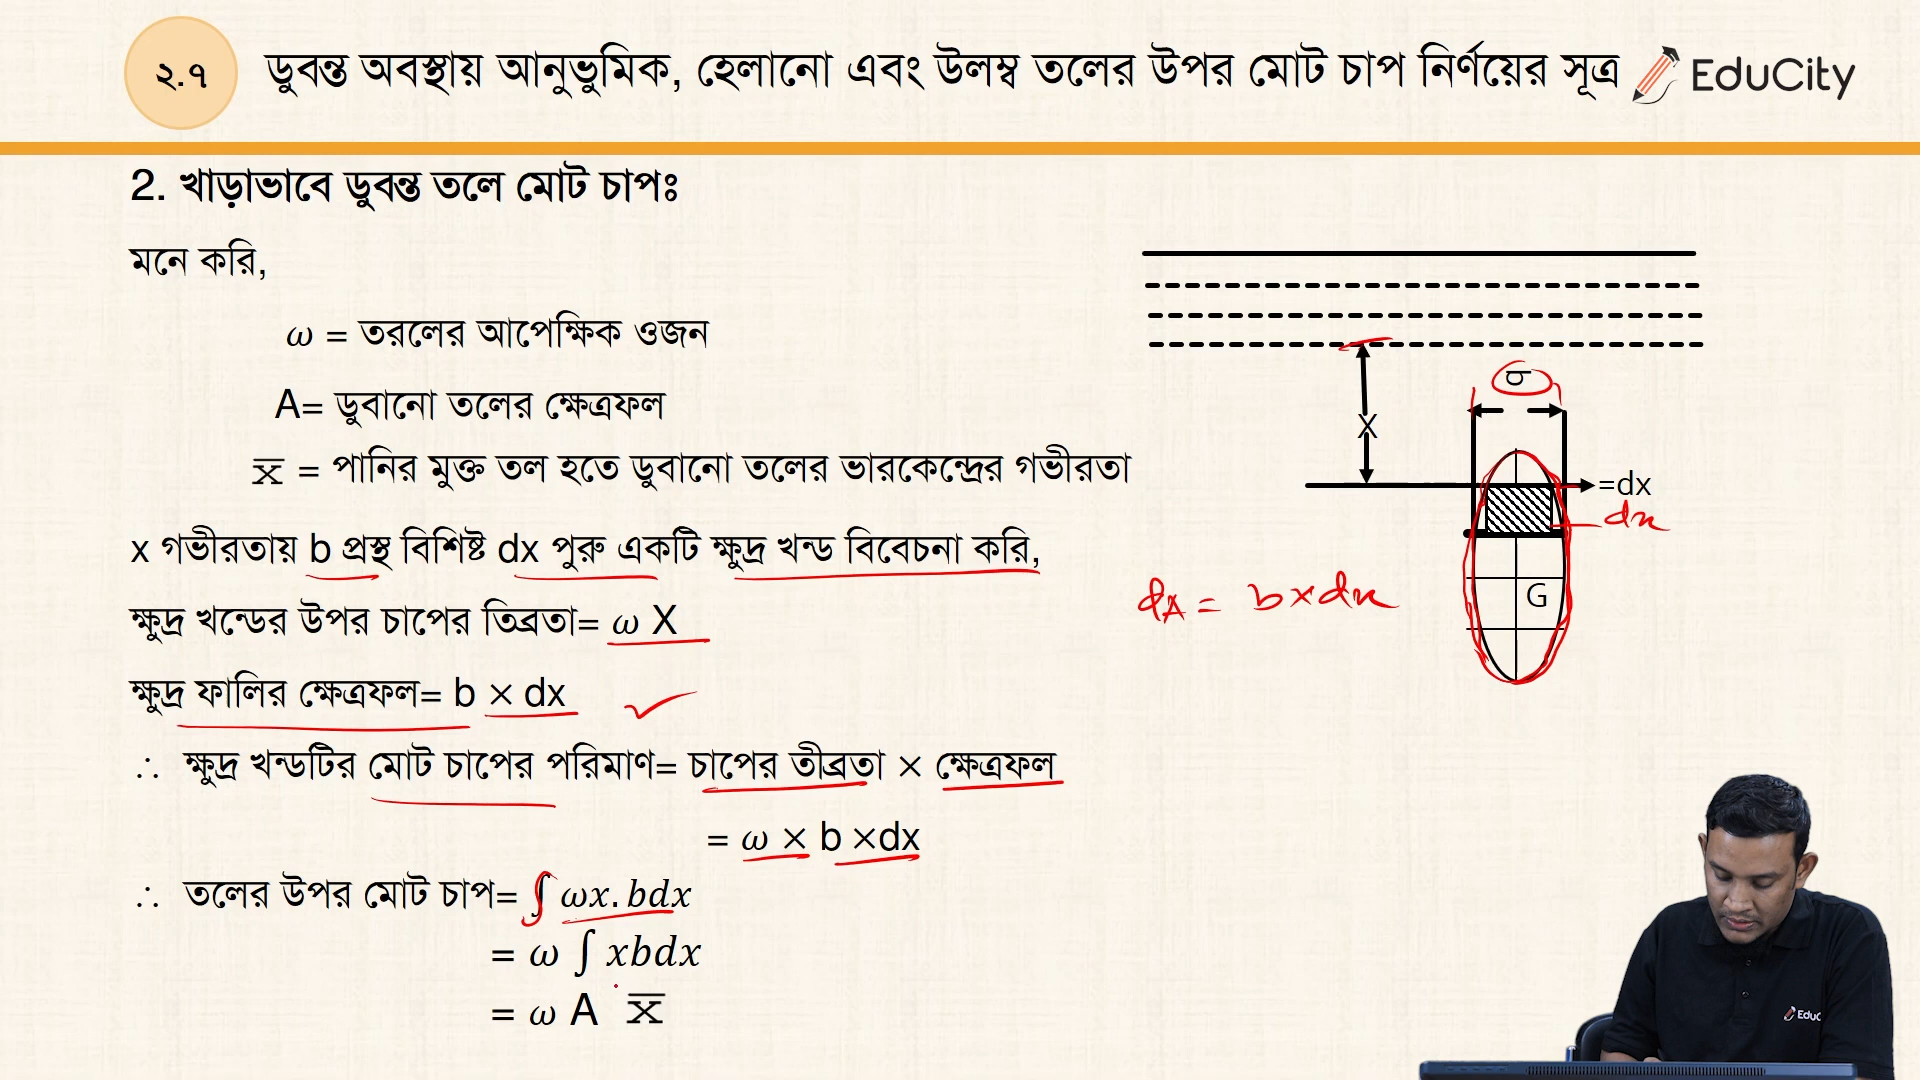 ২.৭
ডুবন্ত অবস্থায় আনুভুমিক, হেলানো এবং উলম্ব তলের উপর মোট চাপ নির্ণয়ের সূত্র
EduCity
2. খাড়াভাবে ডুবন্ত তলে মোট চাপঃ
মনে করি,
ω = তরলের আপেক্ষিক ওজন
A= ডুবানো তলের ক্ষেত্রফল
x̅ = পানির মুক্ত তল হতে ডুবানো তলের ভারকেন্দ্রের গভীরতা
x গভীরতায় b প্রস্থ বিশিষ্ট dx পুরু একটি ক্ষুদ্র খন্ড বিবেচনা করি,
ক্ষুদ্র খন্ডের উপর চাপের তিব্রতা= ω X
ক্ষুদ্র ফালির ক্ষেত্রফল= b × dx
∴ ক্ষুদ্র খন্ডটির মোট চাপের পরিমাণ= চাপের তীব্রতা × ক্ষেত্রফল
= ω × b ×dx
∴ তলের উপর মোট চাপ= ∫ ωx. bdx
= ω ∫ xbdx
= ω A x̅
b
X
=dx
dx
G
dA = b×dx
EduC